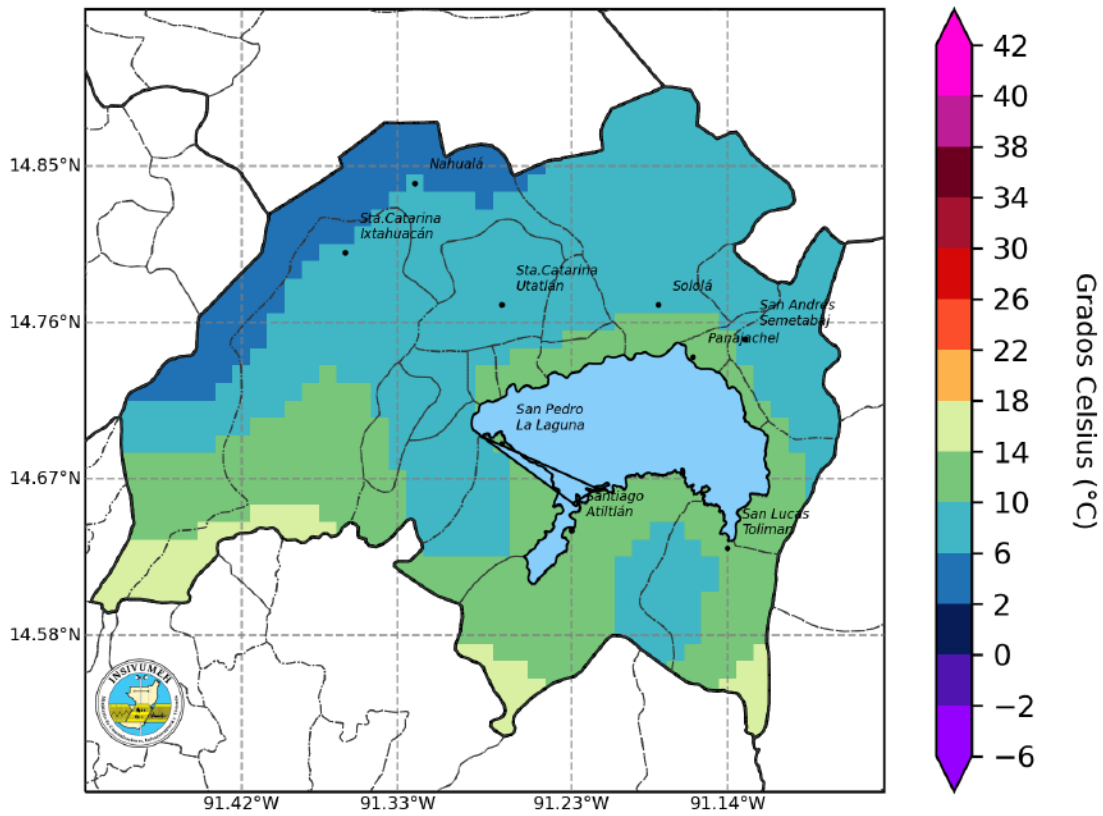 42
40
38
34
30
26
22
18
14
10
6
2
0
−2
−6
Grados Celsius (°C)
14.85°N
14.76°N
14.67°N
14.58°N
91.42°W
91.33°W
91.23°W
91.14°W
Nahualá
Sta.Catarina
Ixtahuacán
Sta.Catarina
Utatlán
Sololá
San Andrés
Semetabaj
Panajachel
San Pedro
La Laguna
Santiago
Atiltlán
San Lucas
Toliman
INSIVUMEH